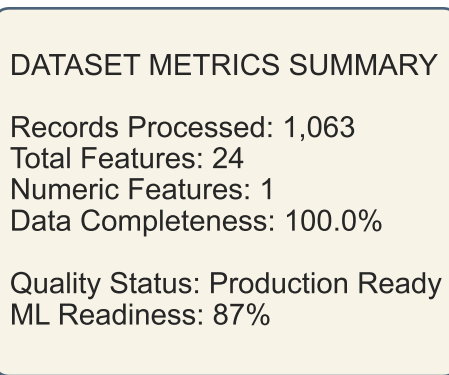 DATASET METRICS SUMMARY
Records Processed: 1,063
Total Features: 24
Numeric Features: 1
Data Completeness: 100.0%
Quality Status: Production Ready
ML Readiness: 87%